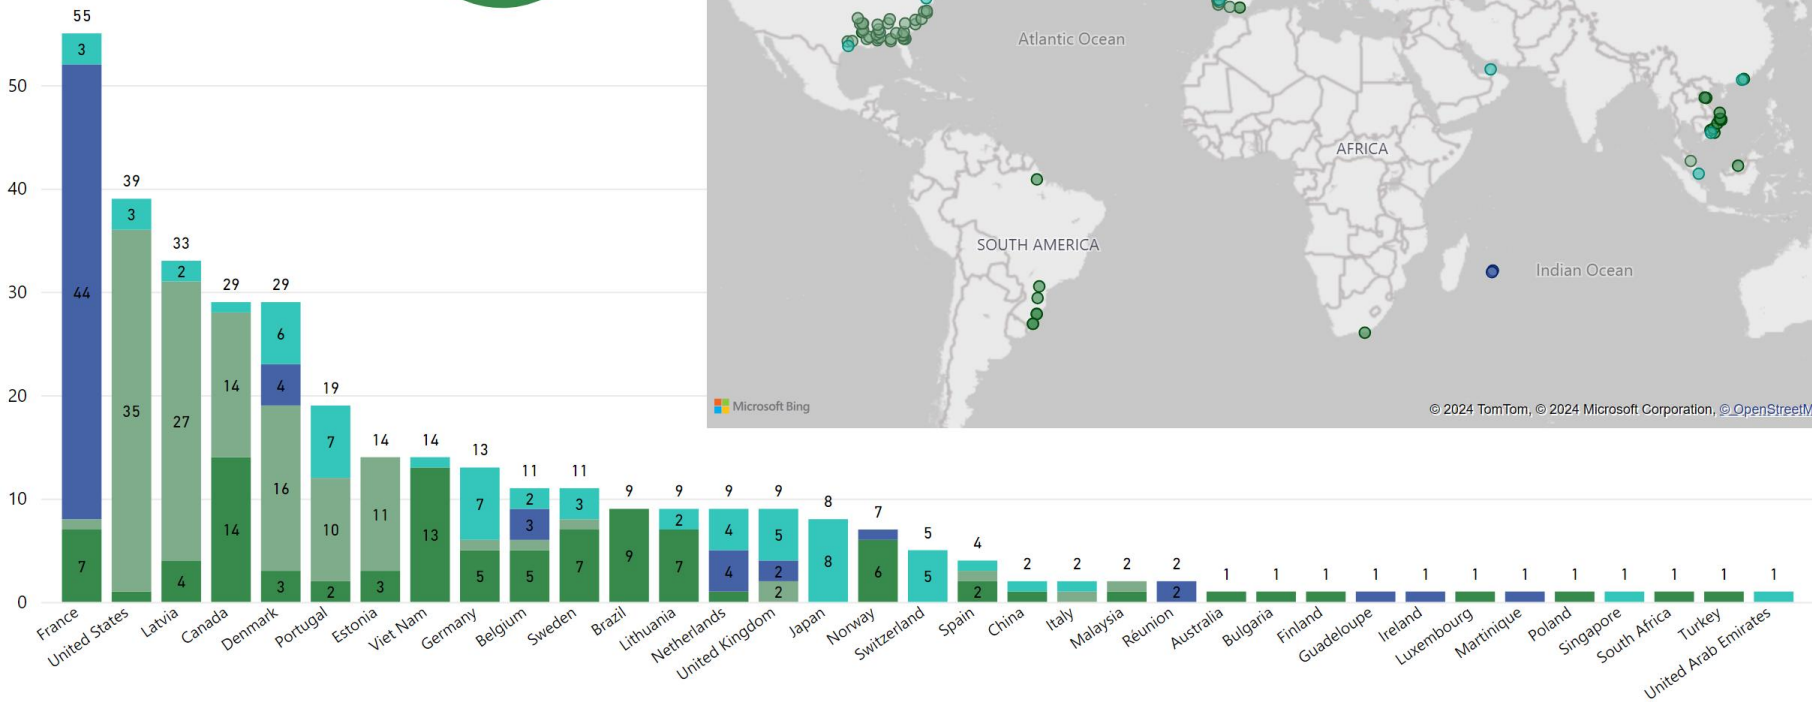 55
3
50
40
30
20
10
0
44
7
39
3
35
33
2
27
4
29
14
14
29
6
4
16
3
19
7
10
2
14
11
3
14
13
13
7
5
11
2
3
5
11
3
7
9
9
9
2
7
9
4
4
9
5
2
2
8
8
7
6
5
5
4
2
2
2
2
2
2
1
1
1
1
1
1
1
1
1
1
1
1
France
United States
Latvia
Canada
Denmark
Portugal
Estonia
Viet Nam
Germany
Belgium
Sweden
Brazil
Lithuania
Netherlands
United Kingdom
Japan
Norway
Switzerland
Spain
China
Italy
Malaysia
Réunion
Australia
Bulgaria
Finland
Guadeloupe
Ireland
Luxembourg
Martinique
Poland
Singapore
South Africa
Turkey
United Arab Emirates
Atlantic Ocean
AFRICA
SOUTH AMERICA
Indian Ocean
Microsoft Bing
© 2024 TomTom, © 2024 Microsoft Corporation, © OpenStreetM